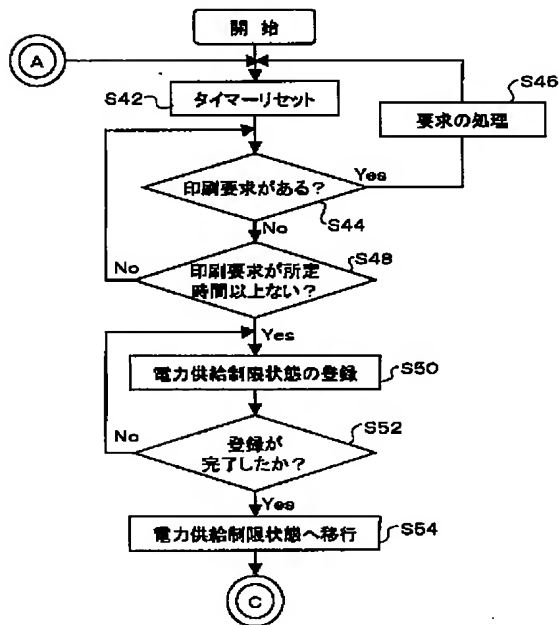 開 始
A
S42
タイマーリセット
S46
要求の処理
印刷要求がある?
Yes
S44
No
S48
No
印刷要求が所定
時間以上ない?
Yes
電力供給制限状態の登録
S50
No
S52
登録が
完了したか?
Yes
電力供給制限状態へ移行
S54
C